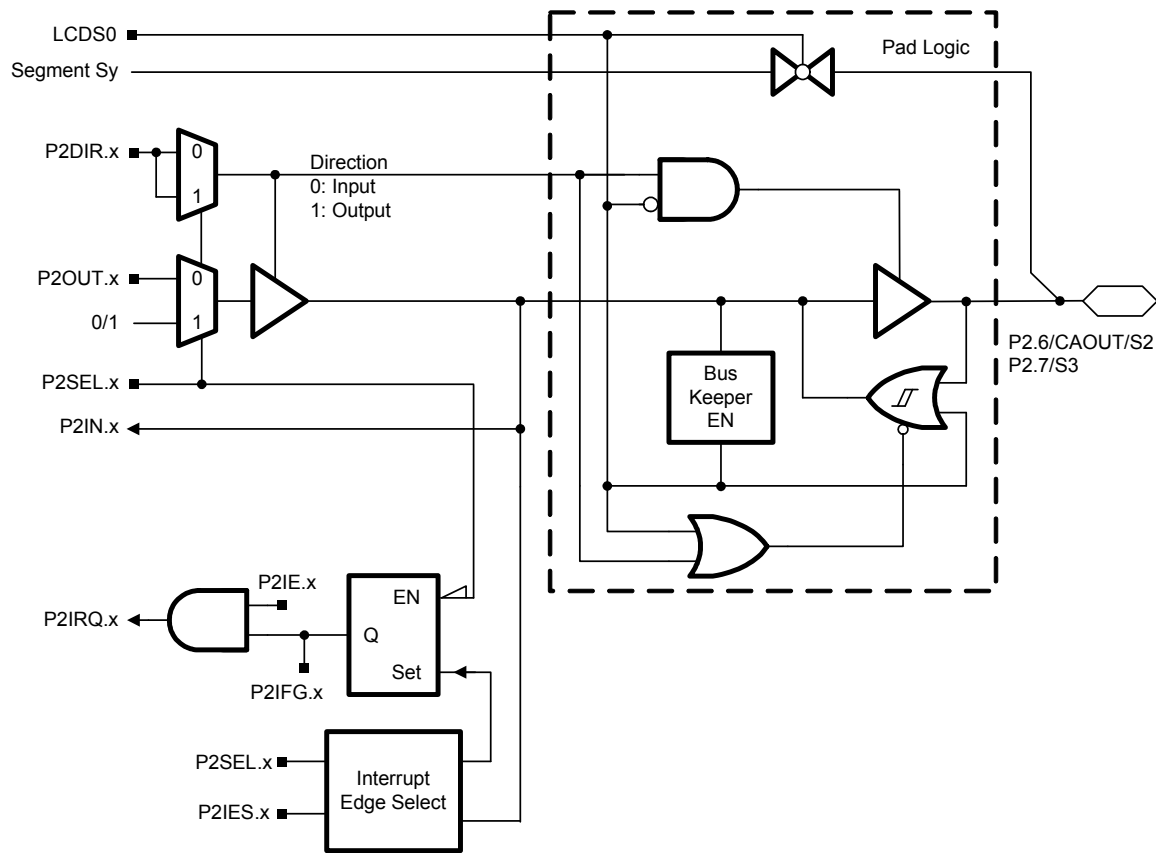 LCDS0
Pad Logic
Segment Sy
P2DIR.x
0
1
Direction
0: Input
1: Output
P2OUT.x
0
0/1
1
P2SEL.x
P2IN.x
Bus
Keeper
EN
P2.6/CAOUT/S2
P2.7/S3
P2IE.x
P2IRQ.x
EN
Q
Set
P2IFG.x
P2SEL.x
P2IES.x
Interrupt
Edge Select